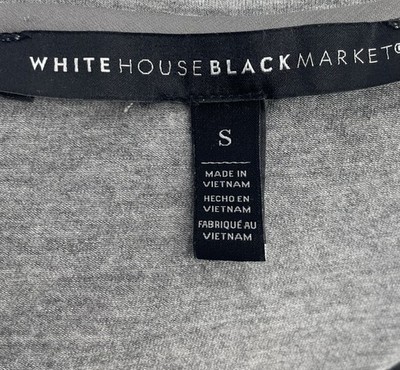 WHITE HOUSE BLACK MARKET®
S
MADE IN
VIETNAM
HECHO EN
VIETNAM
FABRIQUÉ AU
VIETNAM